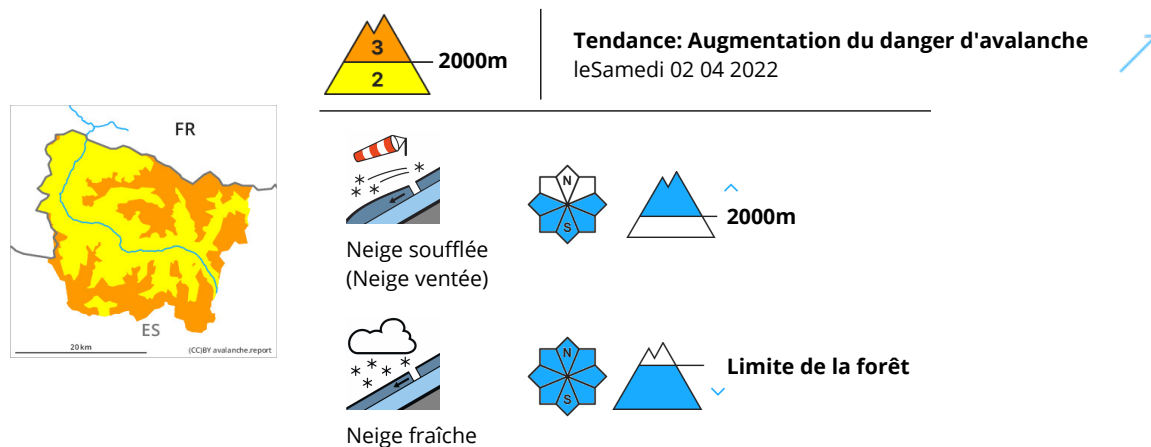 3
2
2000m
Tendance: Augmentation du danger d'avalanche
leSamedi 02 04 2022
FR
ES
20 km
(CC)BY avalanche.report
Neige soufflée
(Neige ventée)
N
S
2000m
Neige fraîche
N
S
Limite de la forêt